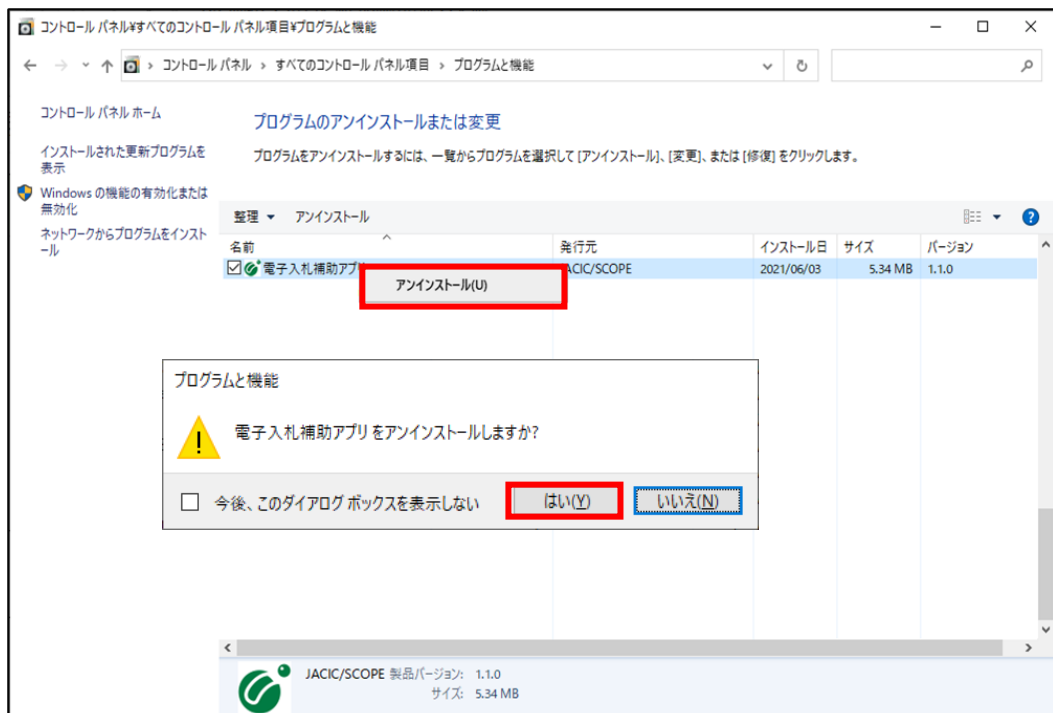 コントロール パネル¥すべてのコントロール パネル項目¥プログラムと機能
コントロール パネル › すべてのコントロール パネル項目 › プログラムと機能
コントロール パネル ホーム
インストールされた更新プログラムを
表示
Windows の機能の有効化または
無効化
ネットワークからプログラムをインスト
ール
プログラムのアンインストールまたは変更
プログラムをアンインストールするには、一覧からプログラムを選択して [アンインストール]、[変更]、または [修復] をクリックします。
整理 アンインストール
名前 発行元 インストール日 サイズ バージョン
電子入札補助アプリ JACIC/SCOPE 2021/06/03 5.34 MB 1.1.0
アンインストール(U)
プログラムと機能
電子入札補助アプリ をアンインストールしますか?
今後、このダイアログ ボックスを表示しない はい(Y) いいえ(N)
JACIC/SCOPE 製品バージョン: 1.1.0
サイズ: 5.34 MB